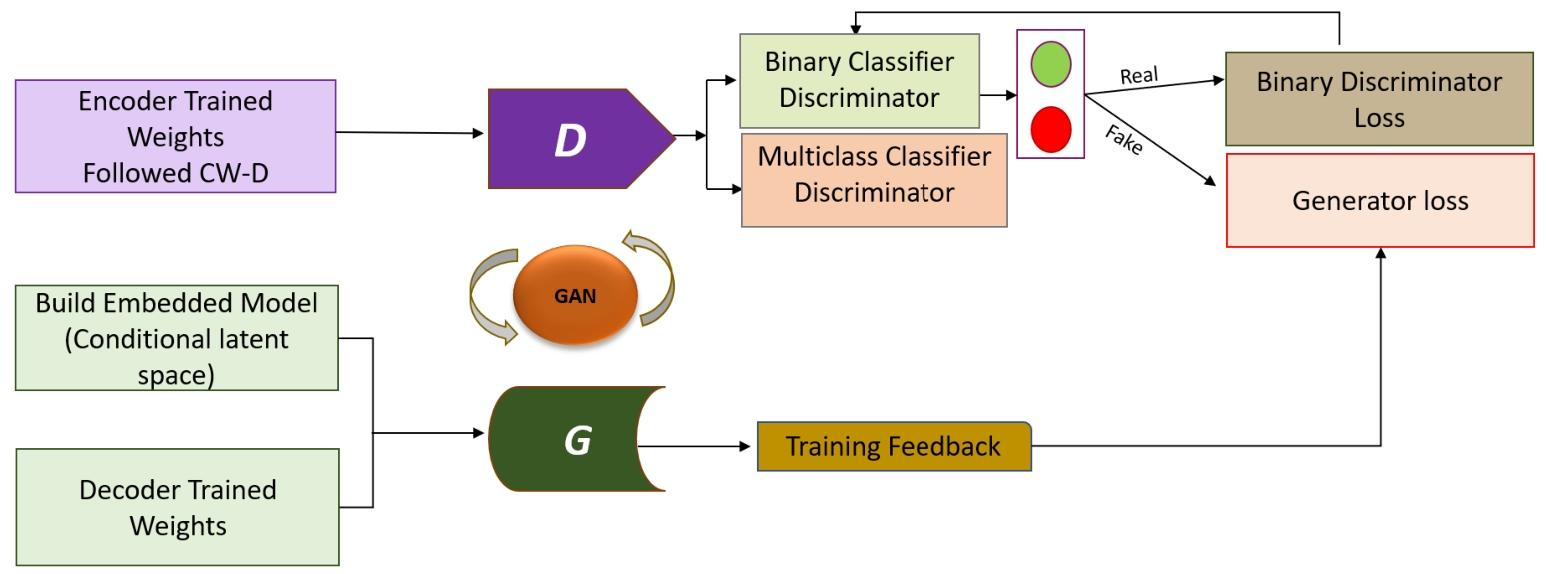 Encoder Trained
Weights
Followed CW-D
D
Binary Classifier
Discriminator
Multiclass Classifier
Discriminator
Real
Fake
Binary Discriminator
Loss
Generator loss
GAN
Build Embedded Model
(Conditional latent
space)
Decoder Trained
Weights
G
Training Feedback